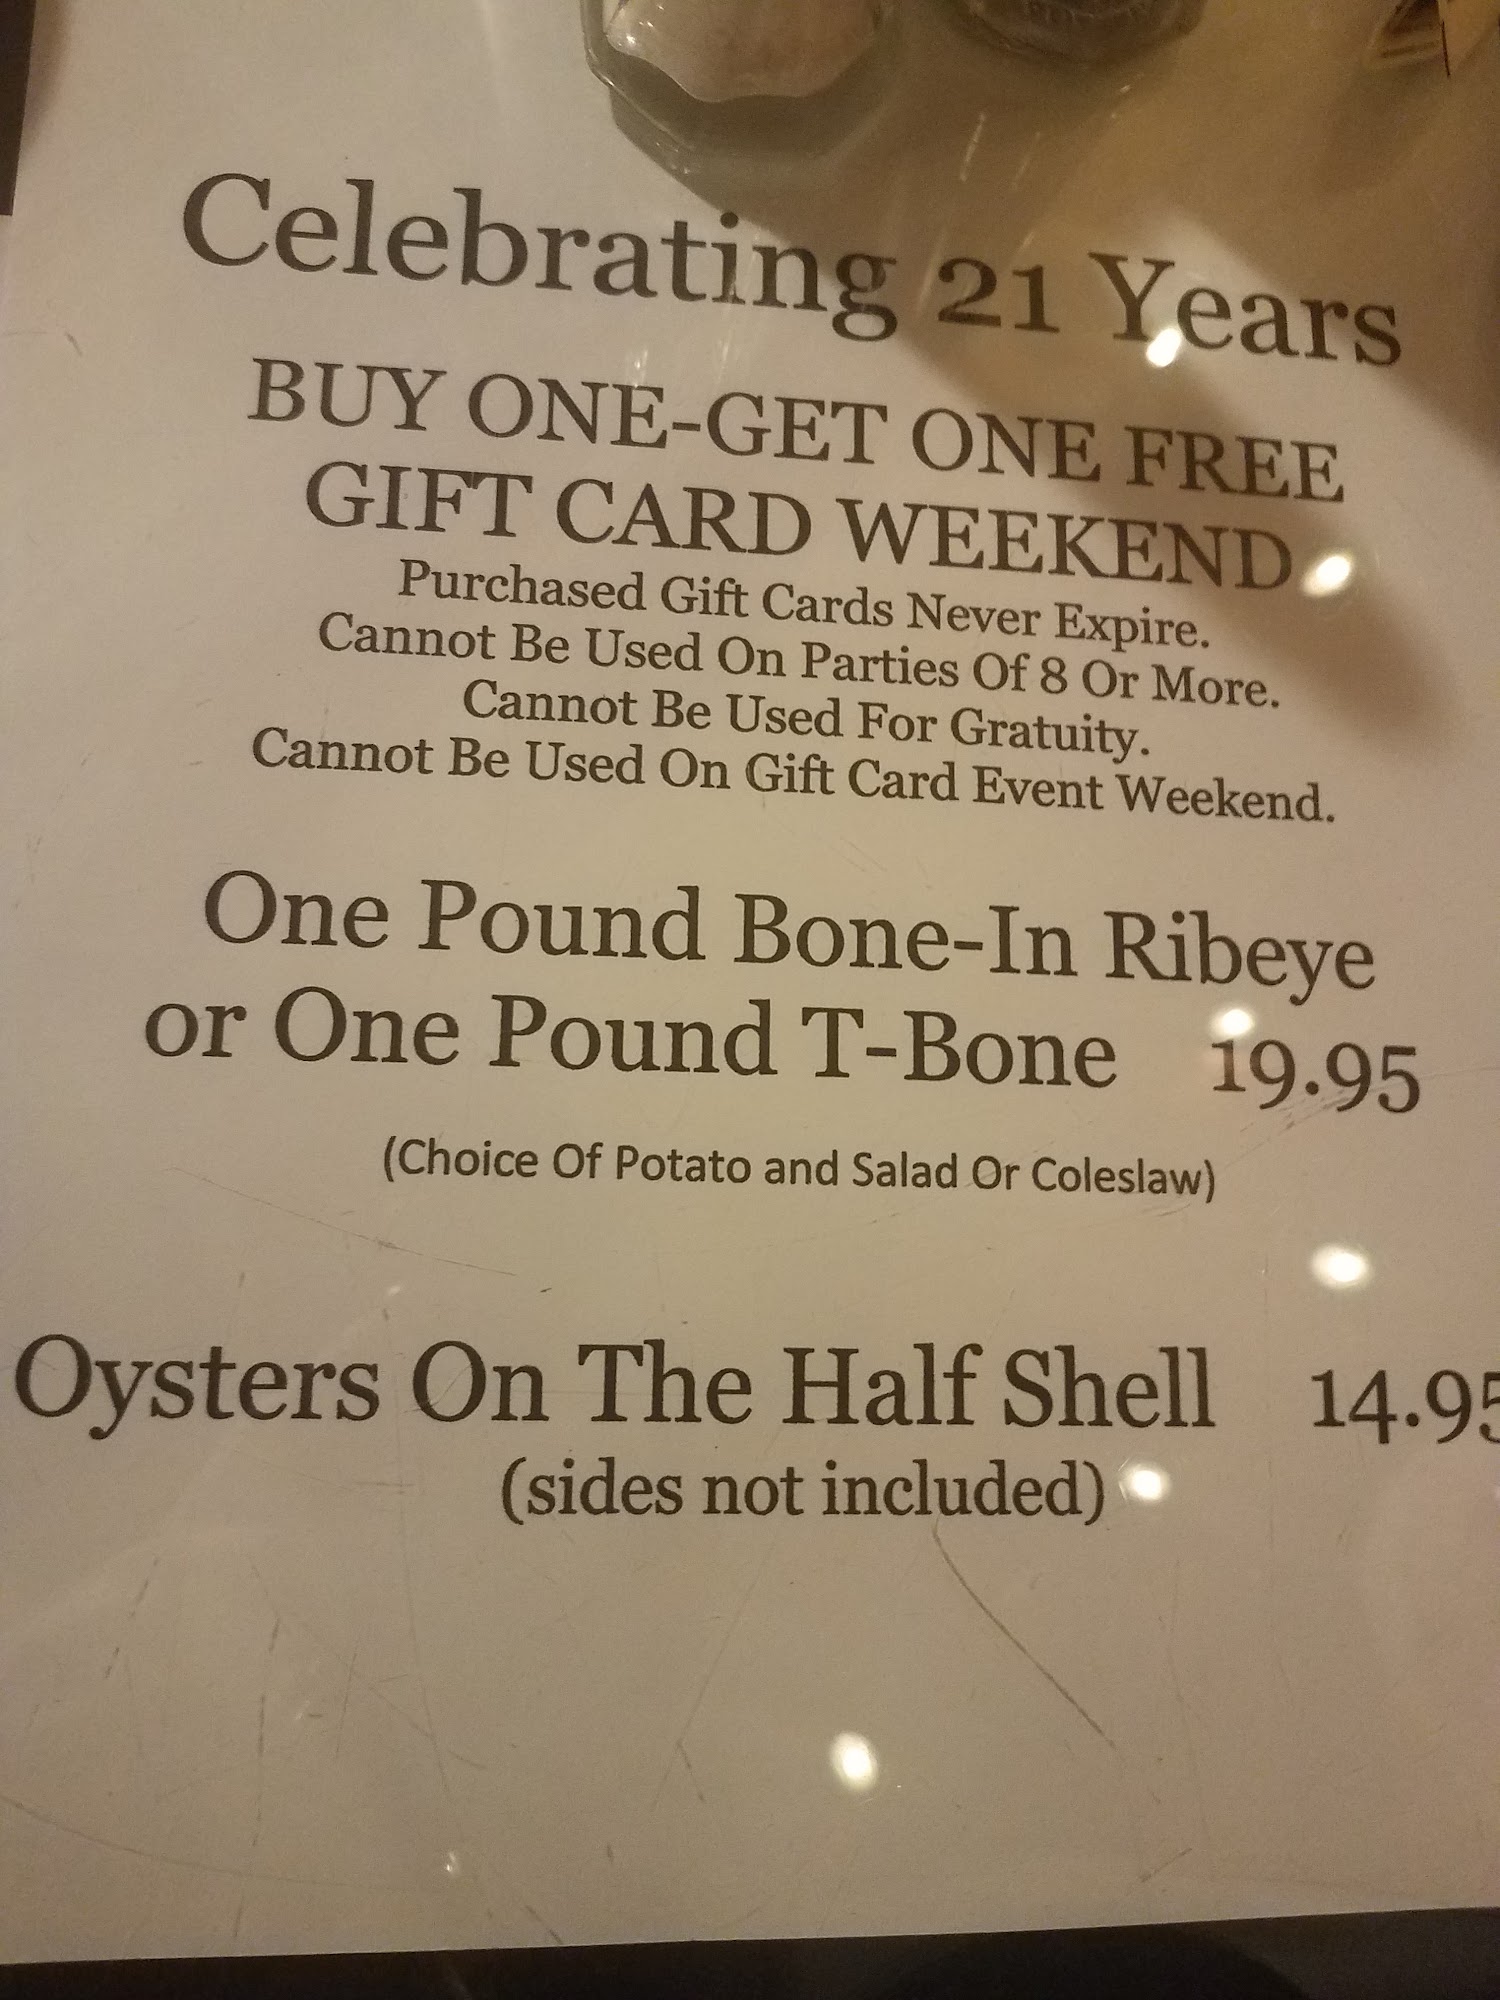 Celebrating 21 Years
BUY ONE-GET ONE FREE
GIFT CARD WEEKEND
Purchased Gift Cards Never Expire.
Cannot Be Used On Parties Of 8 Or More.
Cannot Be Used For Gratuity.
Cannot Be Used On Gift Card Event Weekend.
One Pound Bone-In Ribeye
or One Pound T-Bone 19.95
(Choice Of Potato and Salad Or Coleslaw)
Oysters On The Half Shell 14.95
(sides not included)